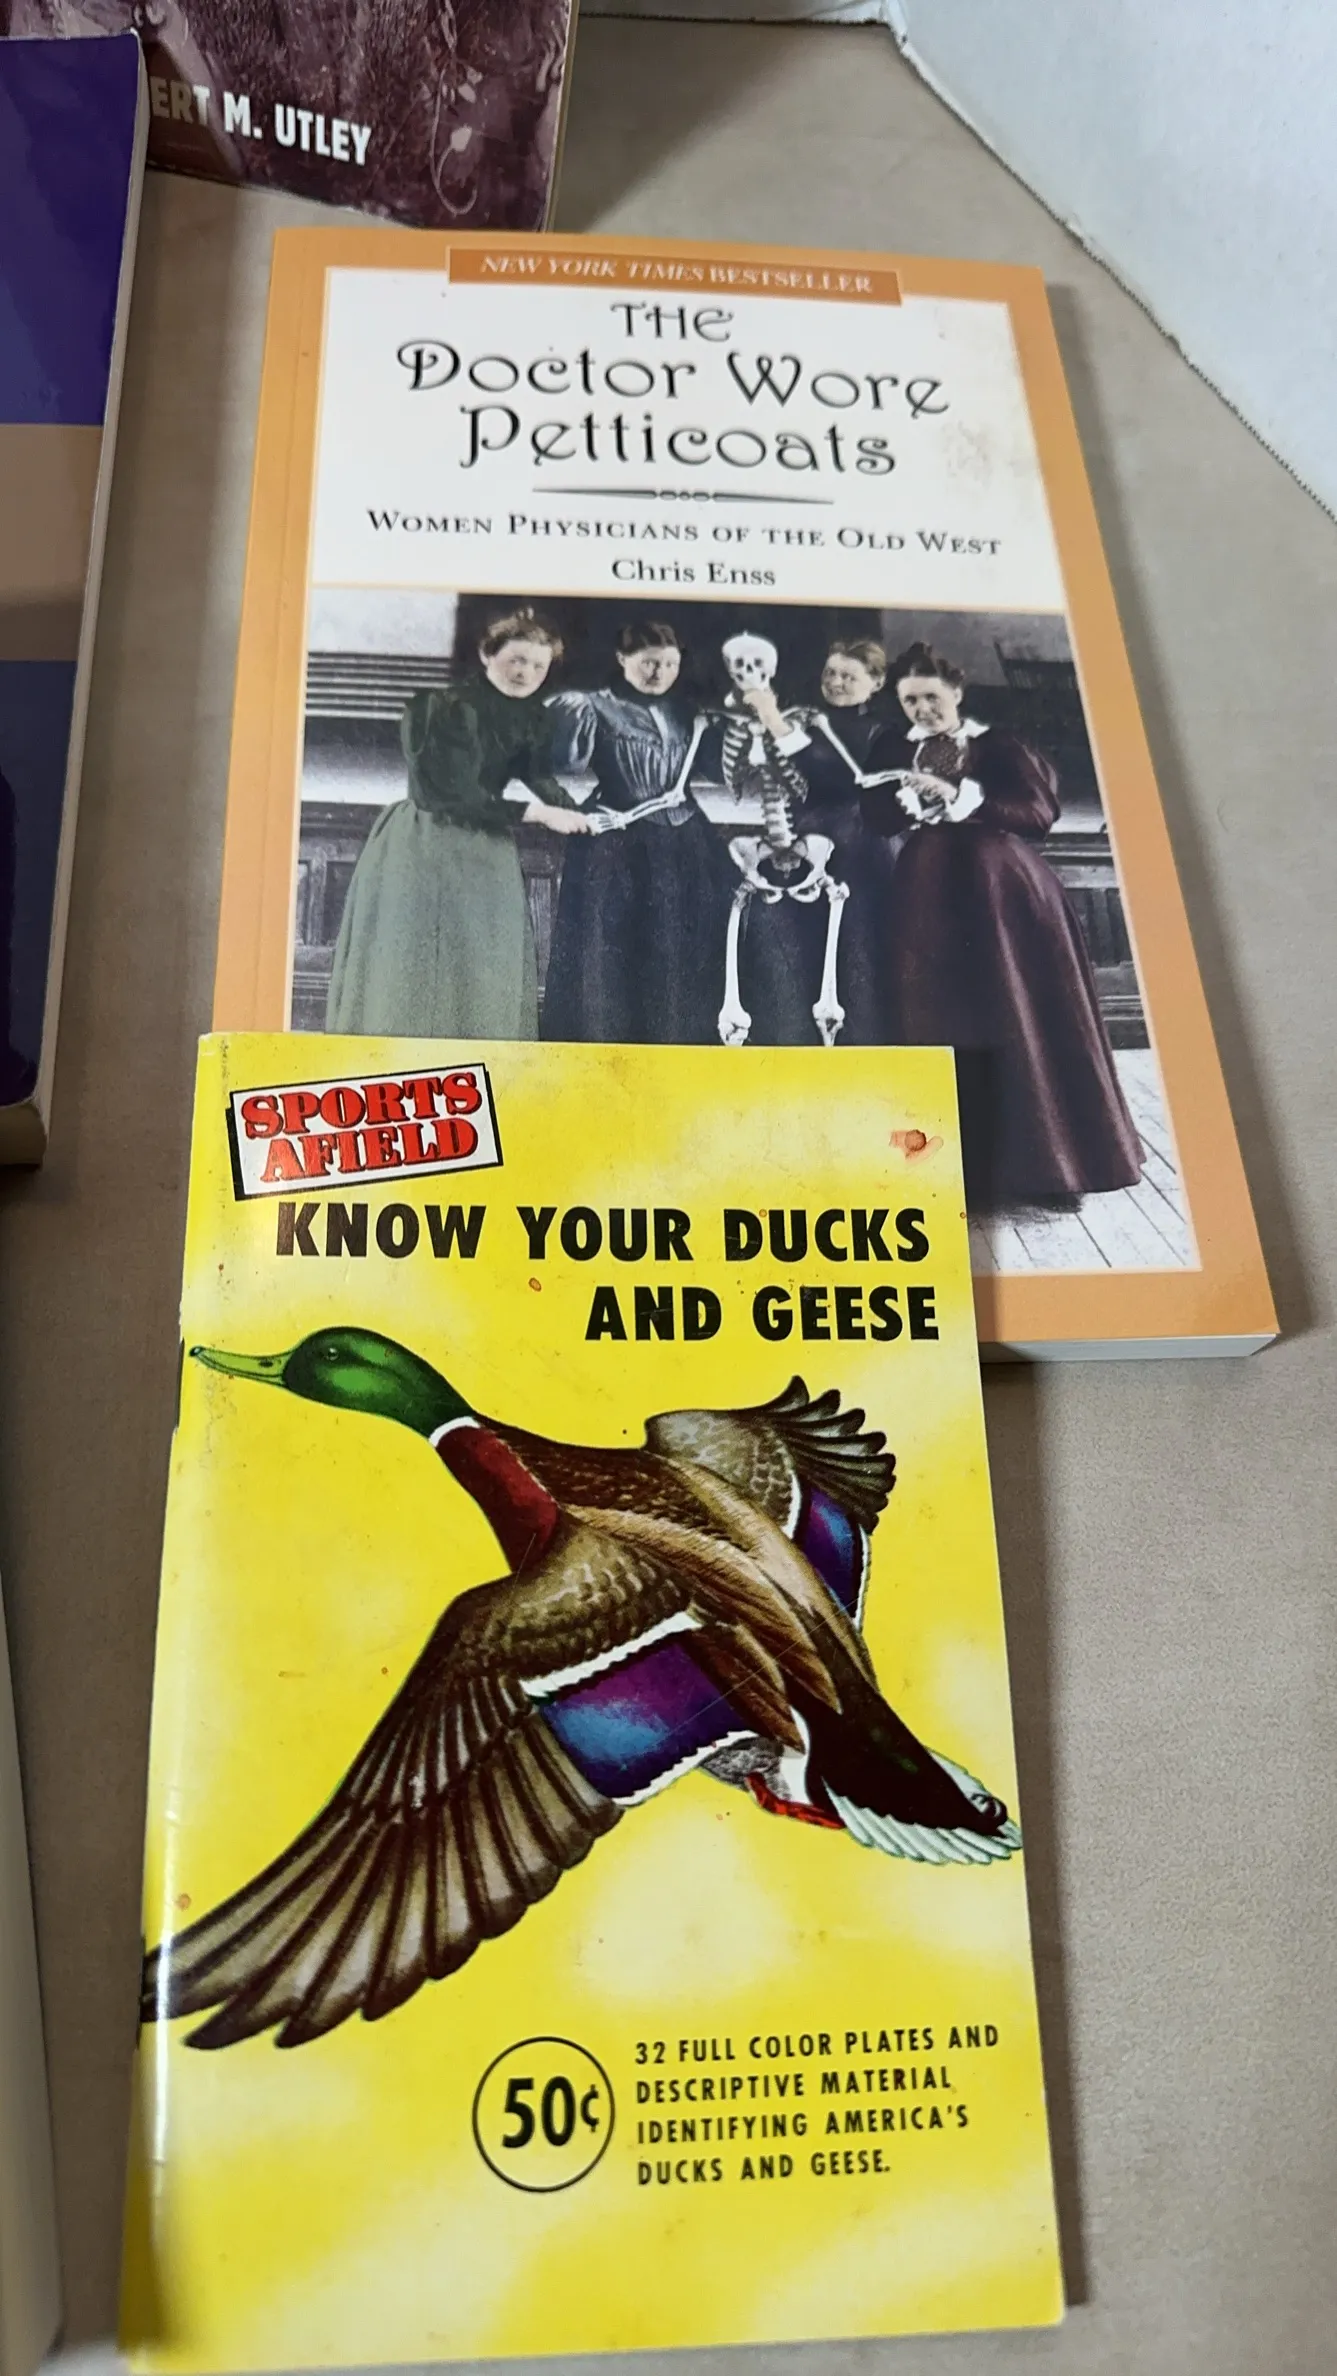 M. UTLEY
NEW YORK TIMES BESTSELLER
THE
Doctor Wore
Petticoats
WOMEN PHYSICIANS OF THE OLD WEST
Chris Enss
SPORTS
AFIELD
KNOW YOUR DUCKS
AND GEESE
50¢
32 FULL COLOR PLATES AND
DESCRIPTIVE MATERIAL
IDENTIFYING AMERICA'S
DUCKS AND GEESE.